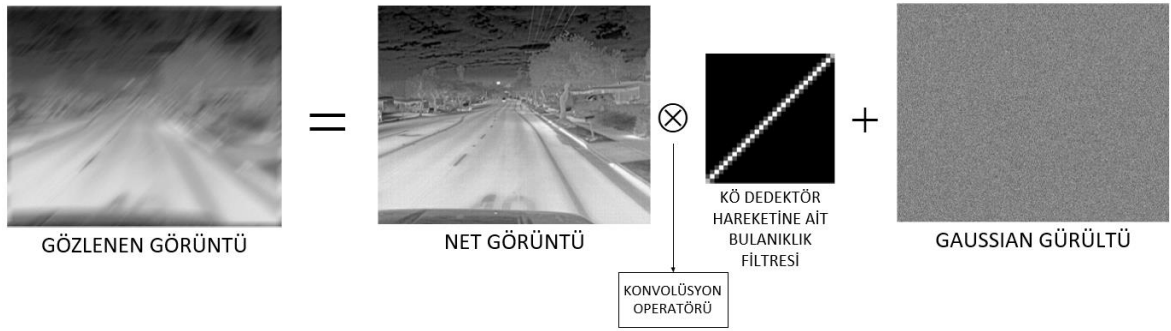 GÖZLENEN GÖRÜNTÜ
=
NET GÖRÜNTÜ
⊗
KONVOLÜSYON
OPERATÖRÜ
KÖ DEDEKTÖR
HAREKETİNE AİT
BULANIKLIK
FİLTRESİ
+
GAUSSIAN GÜRÜLTÜ